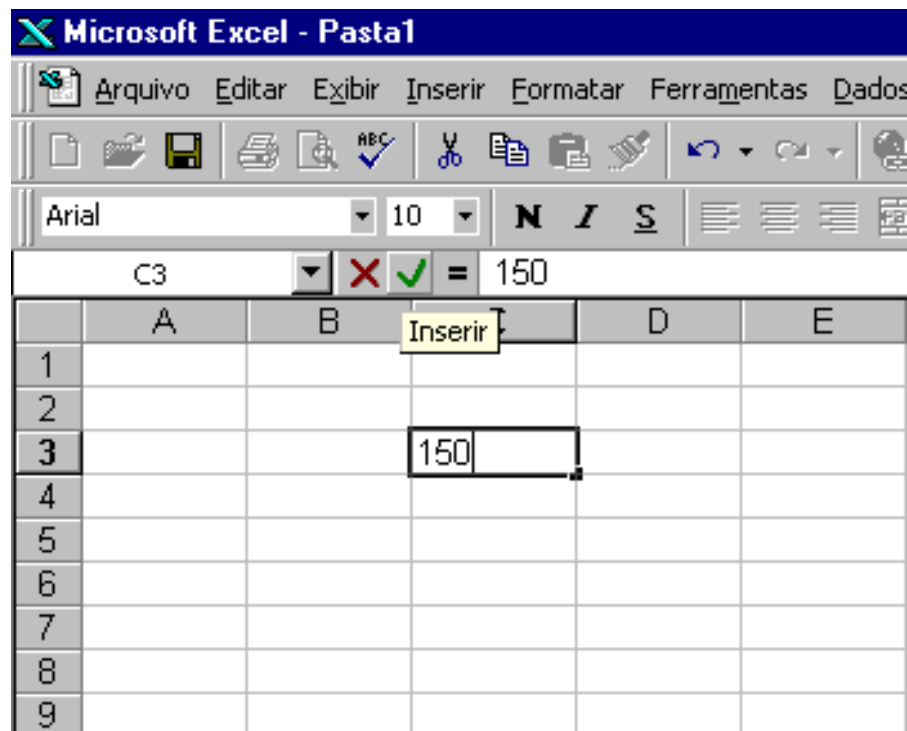 Microsoft Excel - Pasta1
Arquivo Editar Exibir Inserir Formatar Ferramentas Dados
ABC
Arial 10 N I S
C3 = 150
A B D E
Inserir
1
2
3 150
4
5
6
7
8
9